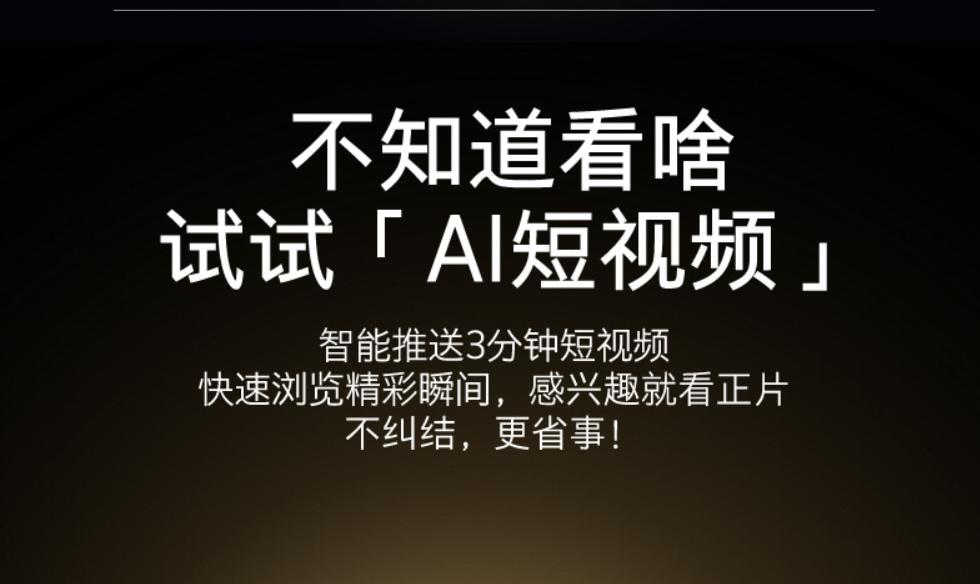 不知道看啥
试试「AI短视频」
智能推送3分钟短视频
快速浏览精彩瞬间，感兴趣就看正片
不纠结，更省事！